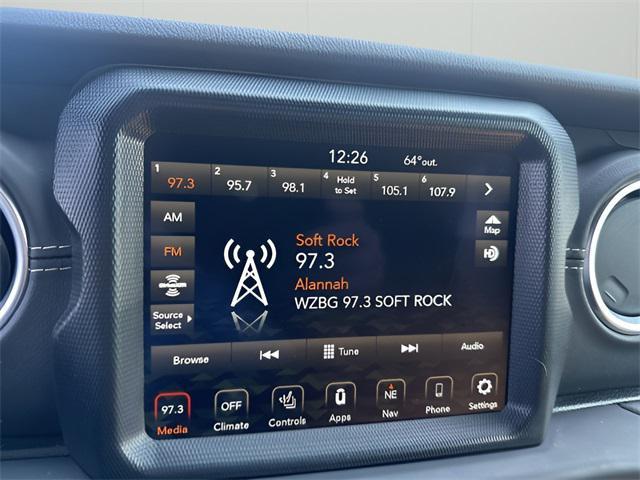 12:26 64°out.
1 97.3 2 95.7 3 98.1 4 Hold to Set 5 105.1 6 107.9
AM
FM
SiriusXM
Source
Select
Soft Rock
97.3
Alannah
WZBG 97.3 SOFT ROCK
Map
HD
Browse Tune Audio
97.3 OFF NE
Media Climate Controls Apps Nav Phone Settings